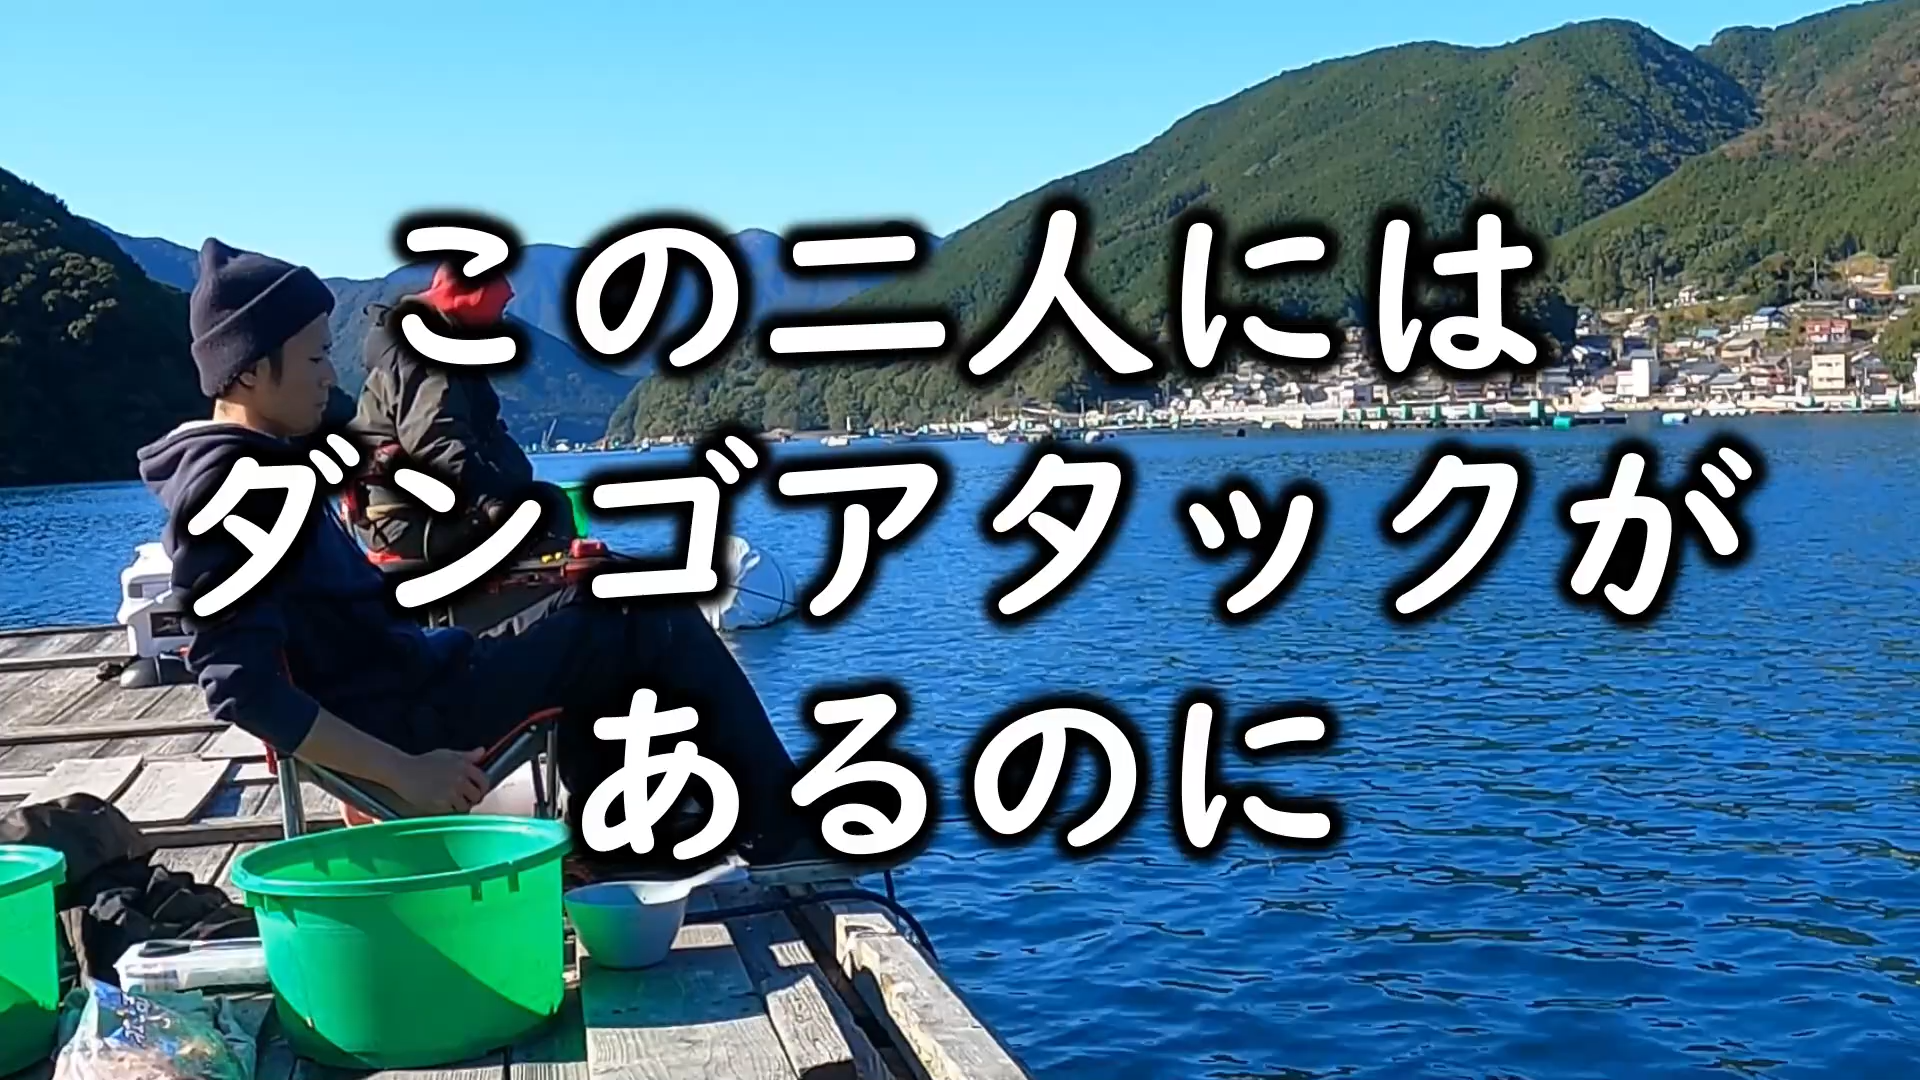 この二人には
ダンゴアタックが
あるのに